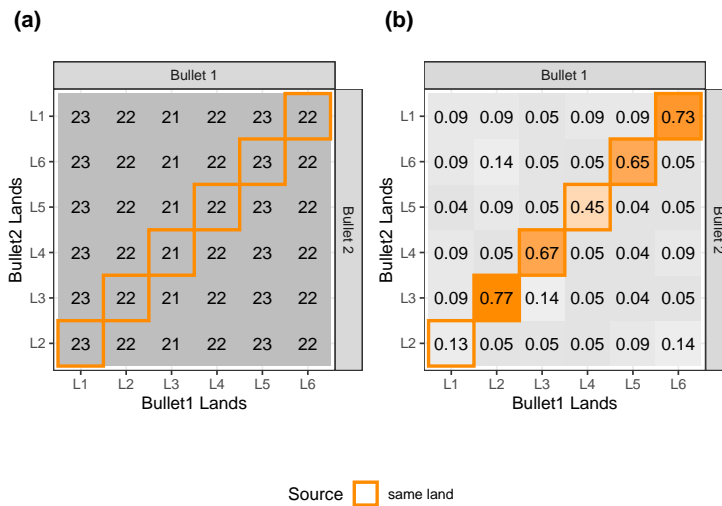 (a)
Bullet 1
L1 23 22 21 22 23 22
L6 23 22 21 22 23 22
L5 23 22 21 22 23 22
L4 23 22 21 22 23 22
L3 23 22 21 22 23 22
L2 23 22 21 22 23 22
L1 L2 L3 L4 L5 L6
Bullet1 Lands
Bullet2 Lands
Bullet 2
(b)
Bullet 1
L1 0.09 0.09 0.05 0.09 0.09 0.73
L6 0.09 0.14 0.05 0.05 0.65 0.05
L5 0.04 0.09 0.05 0.45 0.04 0.05
L4 0.09 0.05 0.67 0.05 0.04 0.09
L3 0.09 0.77 0.14 0.05 0.04 0.05
L2 0.13 0.05 0.05 0.05 0.09 0.14
L1 L2 L3 L4 L5 L6
Bullet1 Lands
Bullet2 Lands
Bullet 2
Source same land